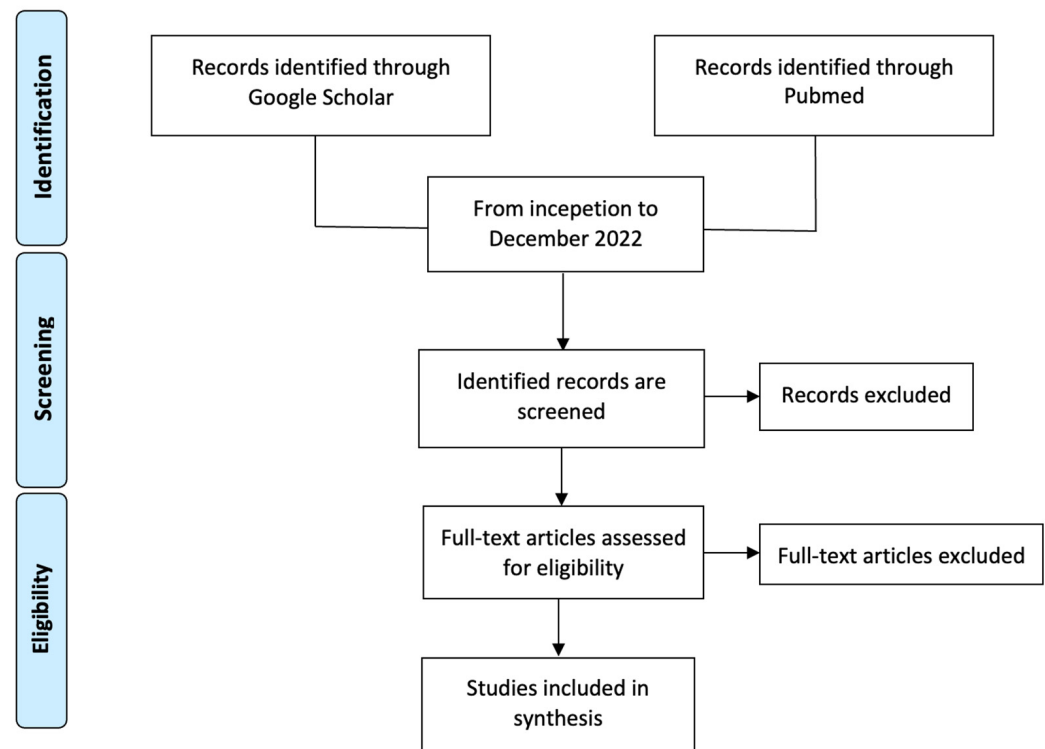 Identification
Records identified through
Google Scholar
Records identified through
Pubmed
From incepetion to
December 2022
Screening
Identified records are
screened
Records excluded
Eligibility
Full-text articles assessed
for eligibility
Full-text articles excluded
Studies included in
synthesis